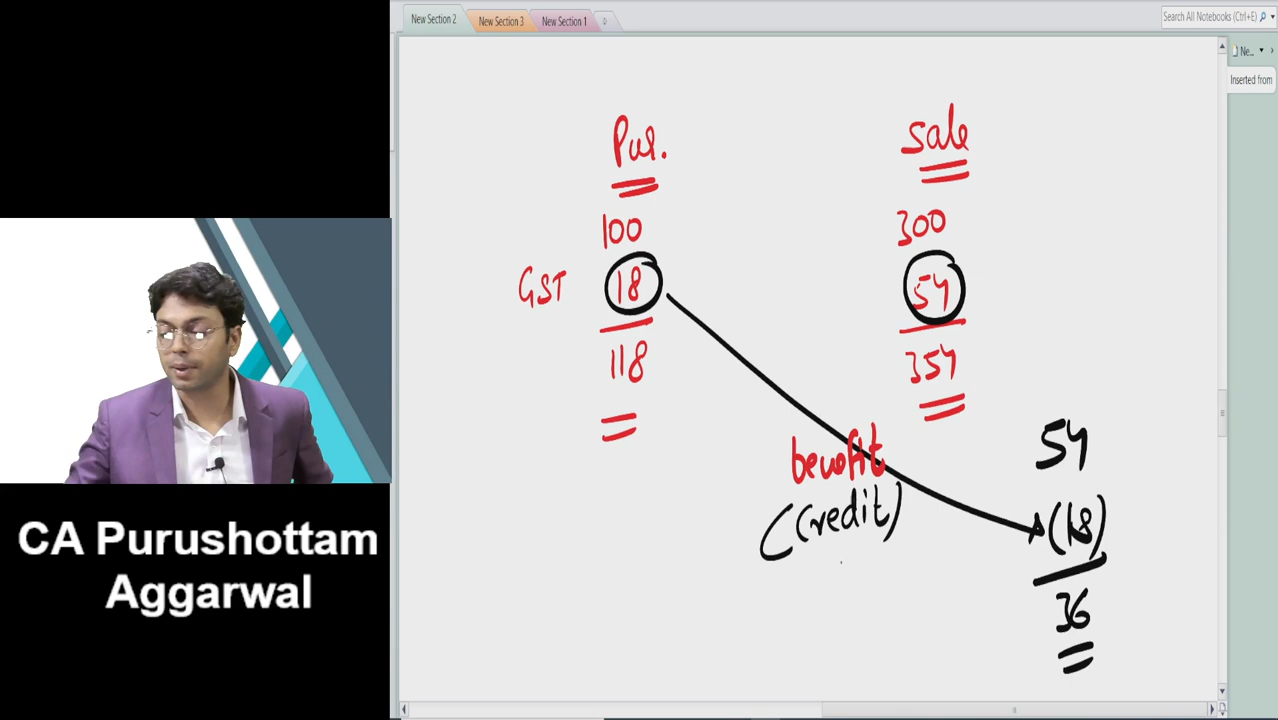 New Section 2
New Section 3
New Section 1
Search All Notebooks (Ctrl+E)
Ne...
Inserted from
Pur.
Sale
100
300
GST
18
54
118
354
54
benefit
(Credit)
(18)
36
CA Purushottam
Aggarwal